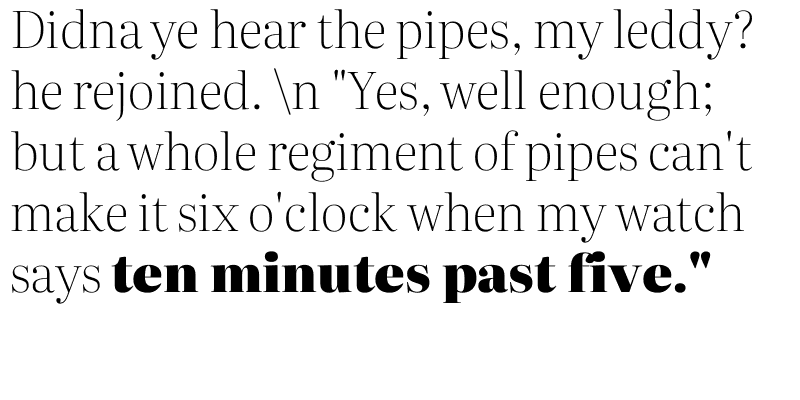 Didna ye hear the pipes, my leddy?
he rejoined. \n "Yes, well enough;
but a whole regiment of pipes can't
make it six o'clock when my watch
says ten minutes past five."